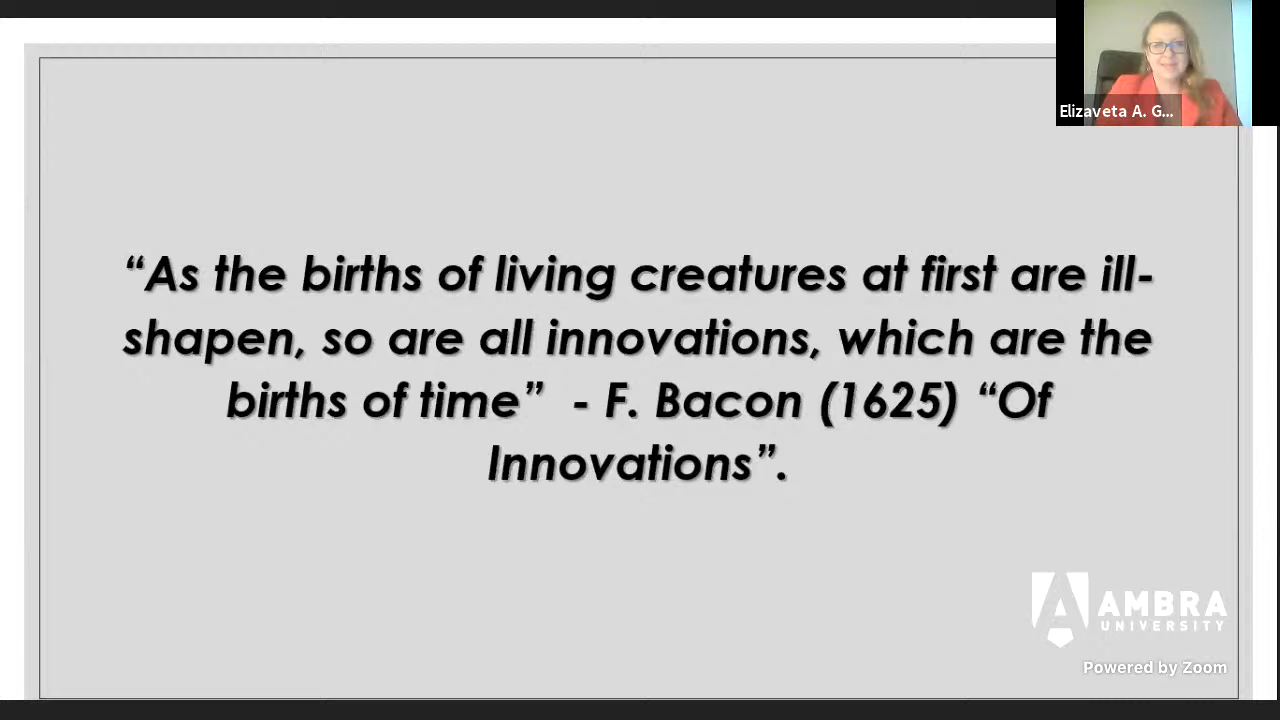 Elizaveta A. G...
“As the births of living creatures at first are ill-
shapen, so are all innovations, which are the
births of time”  - F. Bacon (1625) “Of
Innovations”.
AMBRA
UNIVERSITY
Powered by Zoom